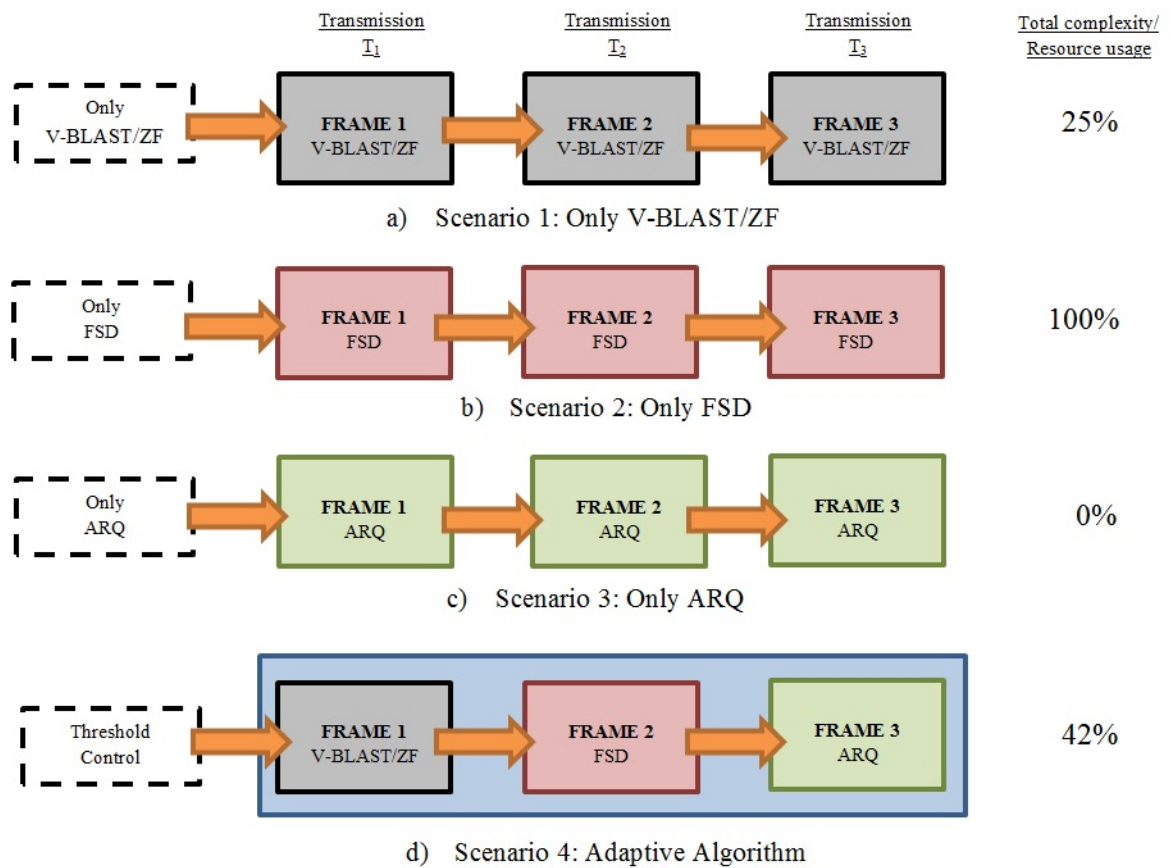 Transmission
T1
Transmission
T2
Transmission
T3
Total complexity/
Resource usage
Only
V-BLAST/ZF
FRAME 1
V-BLAST/ZF
FRAME 2
V-BLAST/ZF
FRAME 3
V-BLAST/ZF
25%
a) Scenario 1: Only V-BLAST/ZF
Only
FSD
FRAME 1
FSD
FRAME 2
FSD
FRAME 3
FSD
100%
b) Scenario 2: Only FSD
Only
ARQ
FRAME 1
ARQ
FRAME 2
ARQ
FRAME 3
ARQ
0%
c) Scenario 3: Only ARQ
Threshold
Control
FRAME 1
V-BLAST/ZF
FRAME 2
FSD
FRAME 3
ARQ
42%
d) Scenario 4: Adaptive Algorithm